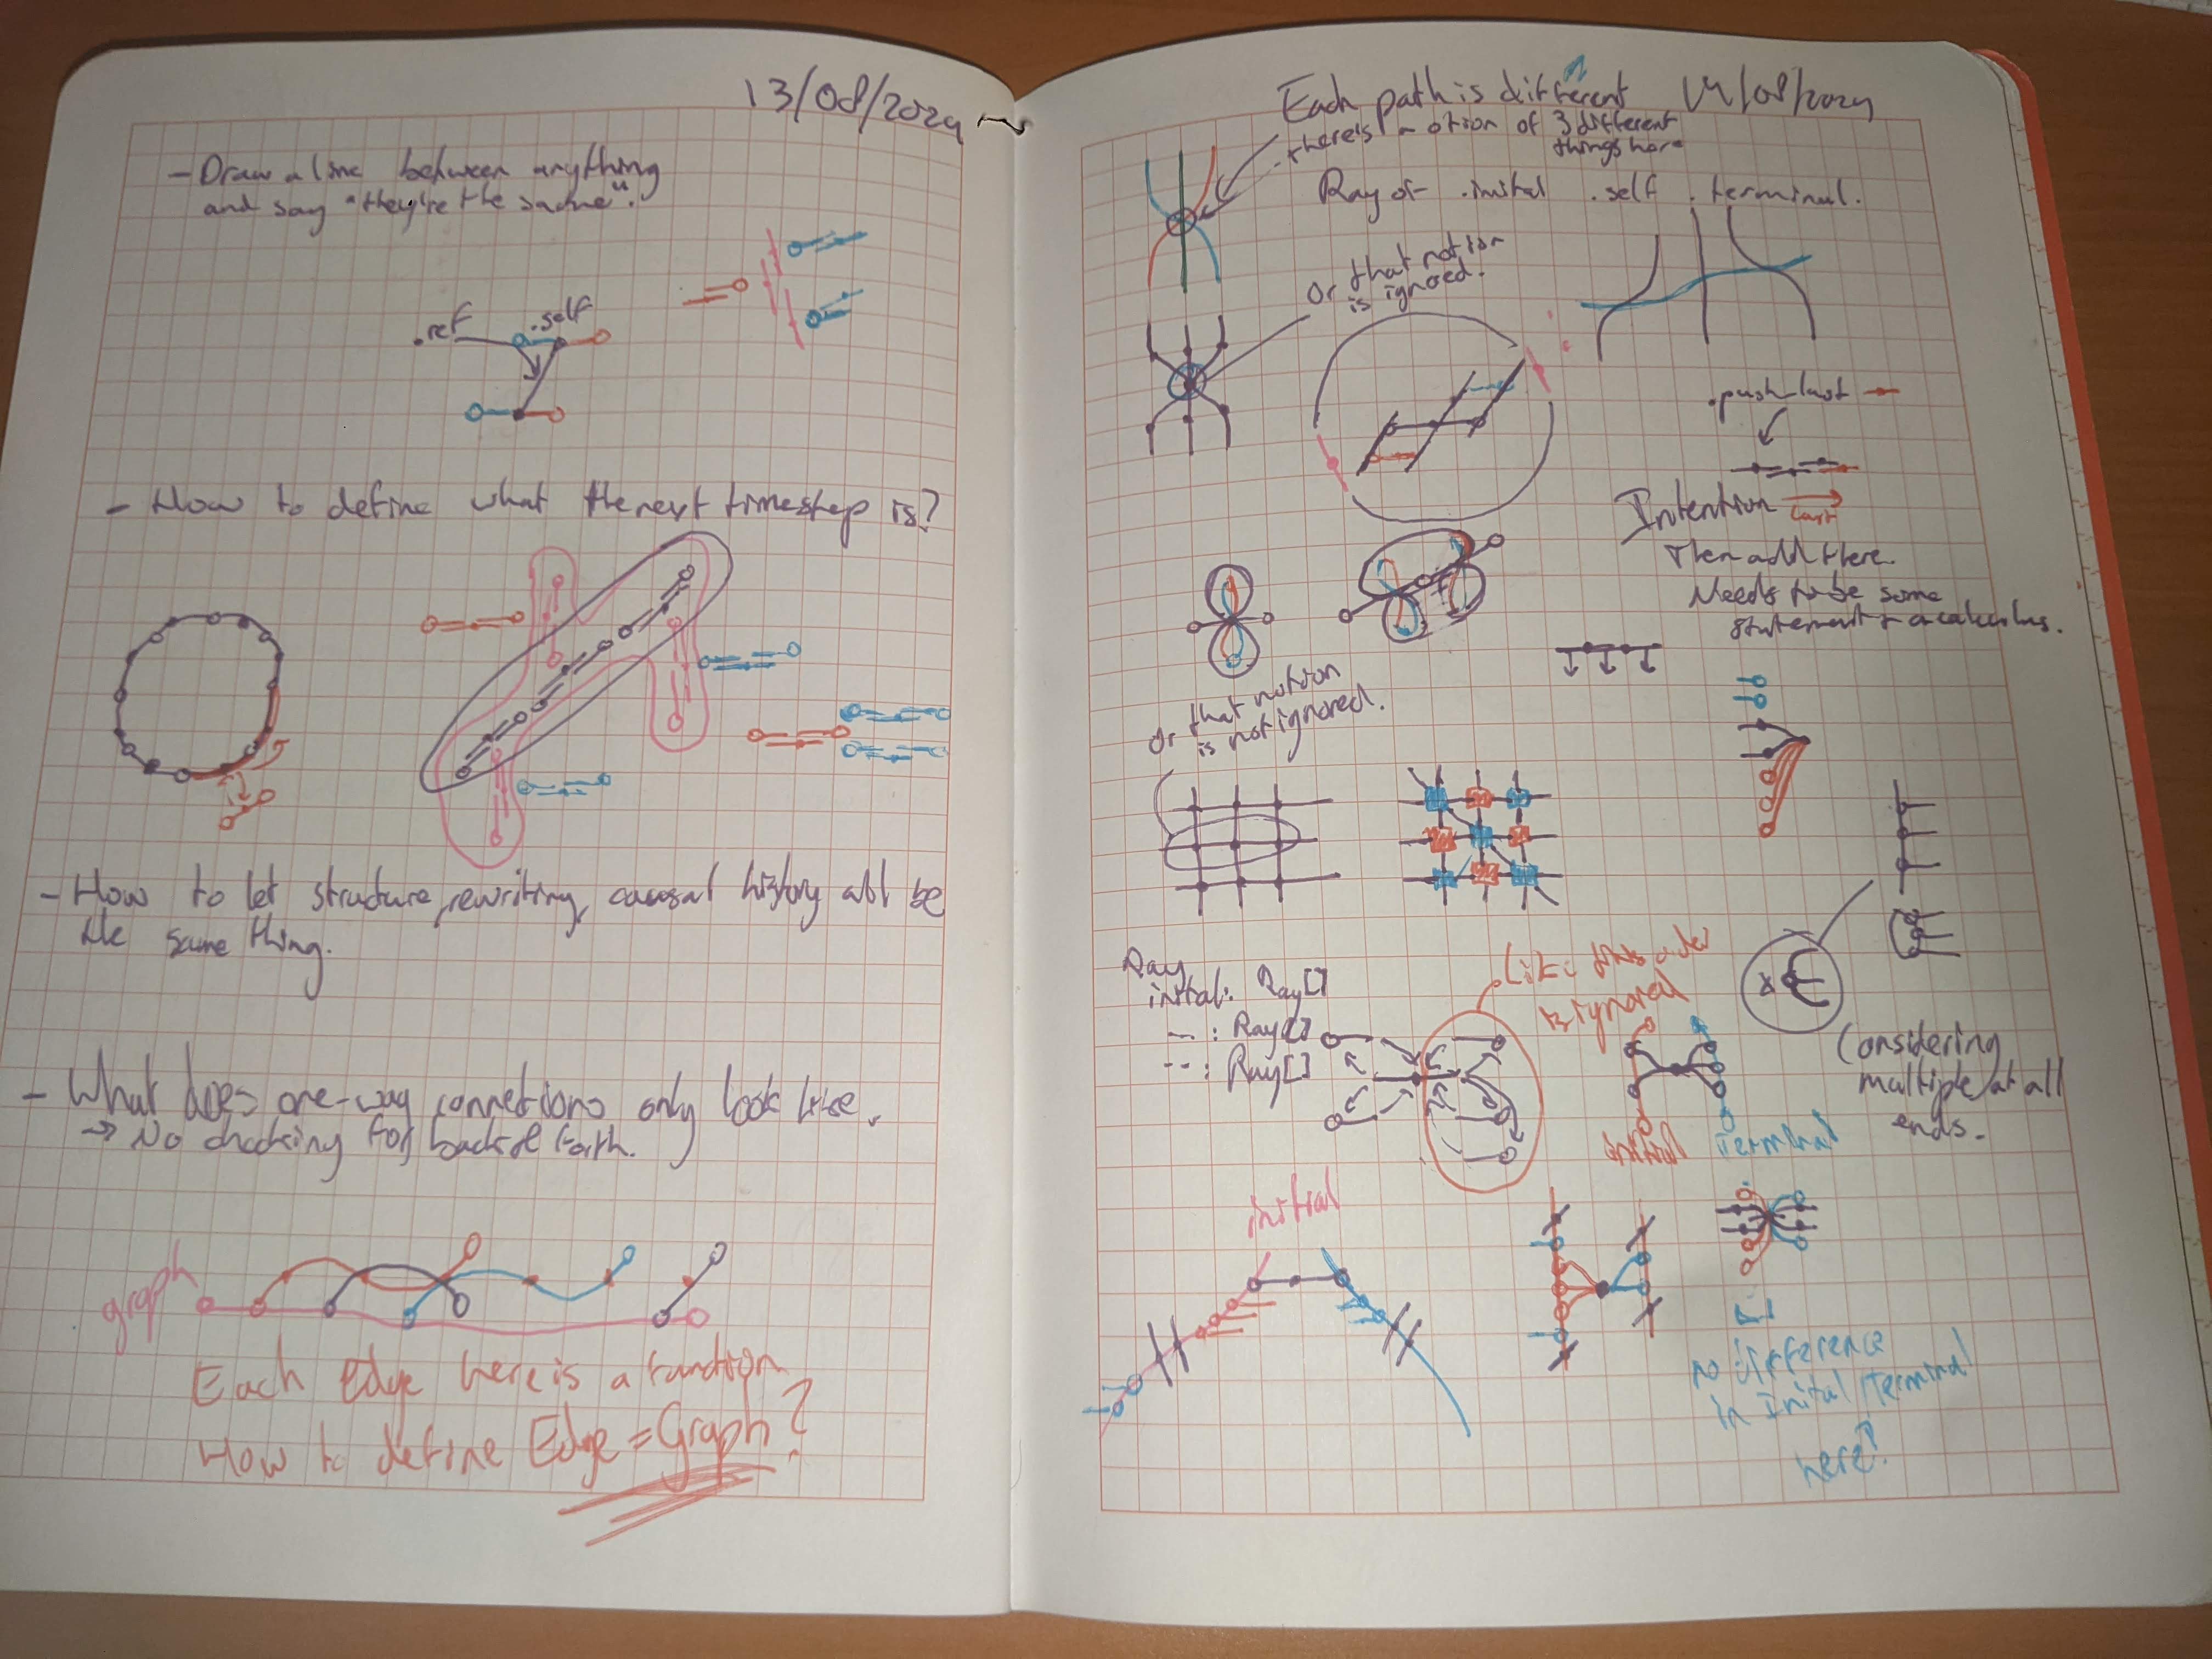 13/08/2024
- Draw a line between anything
and say "they're the same".
.ref
.self
- How to define what the next timestep is?
- How to let structure, rewriting, causal history all be
the same thing.
- What does one-way connections only look like.
→ No checking for back & forth.
graph
Each Edge here is a function
How to define Edge = Graph?
Each path is different
14/08/2024
there's a notion of 3 different
things here
Ray of .initial .self .terminal.
Or that notion
is ignored.
.push_last
Intention
last
Then add there.
Needs to be some
statement & a calculus.
Or that notion
is not ignored.
Ray
initial: Ray[]
- : Ray[]
-- : Ray[]
Like this order
is ignored
initial
Terminal
Considering
multiple/at all
ends.
initial
[]
no difference
in Initial/terminal
here?